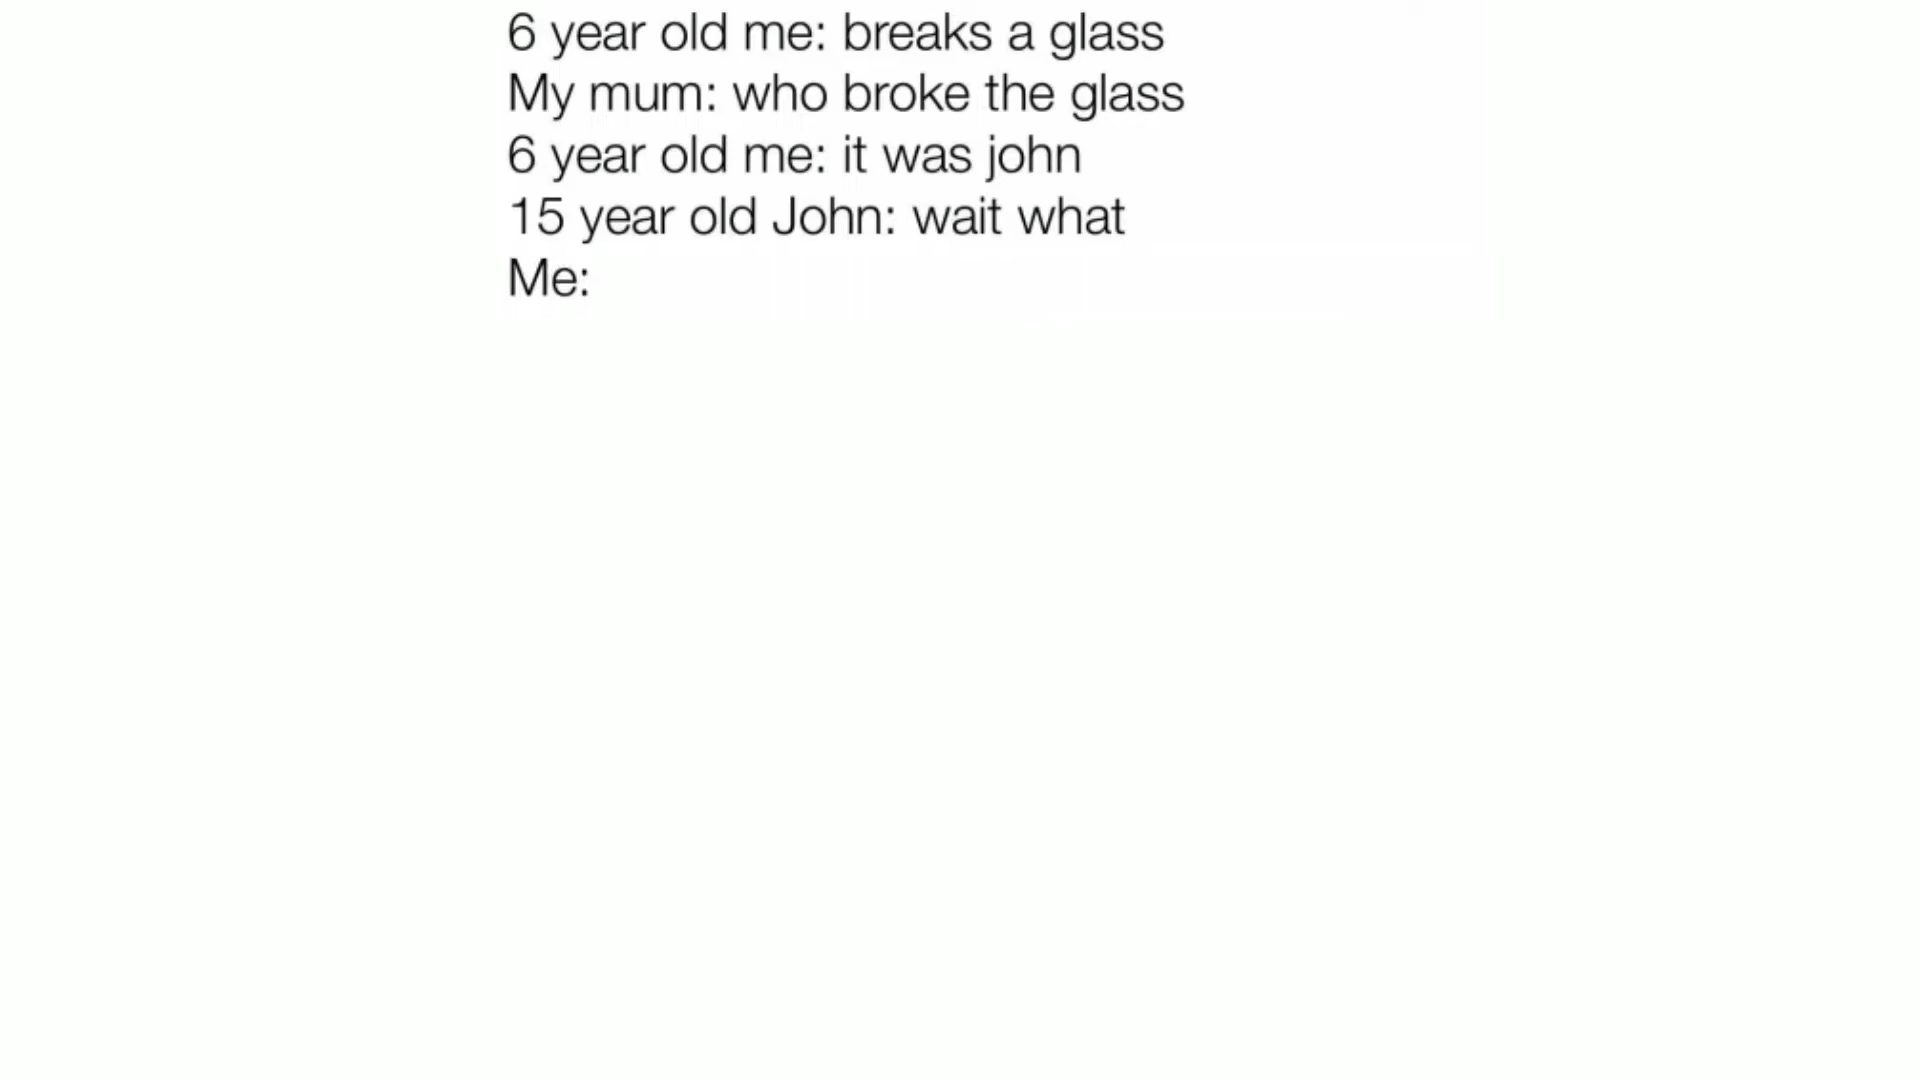 6 year old me: breaks a glass
My mum: who broke the glass
6 year old me: it was john
15 year old John: wait what
Me: